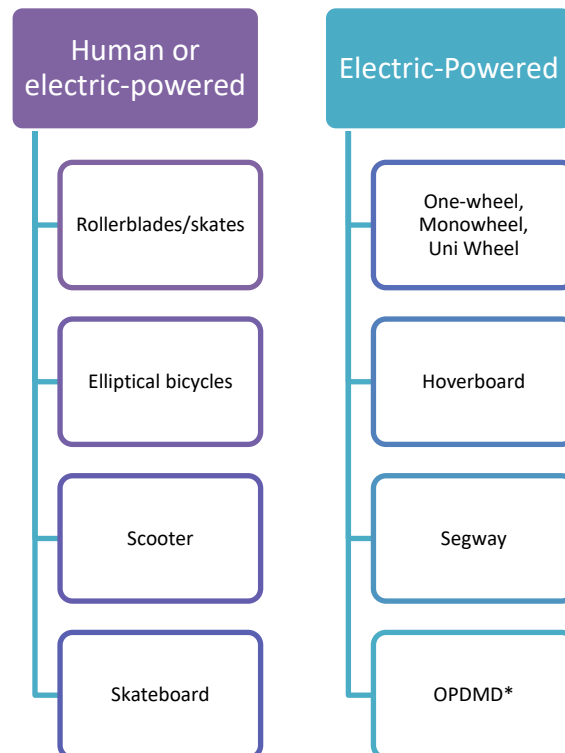 Human or
electric-powered
Rollerblades/skates
Elliptical bicycles
Scooter
Skateboard
Electric-Powered
One-wheel,
Monowheel,
Uni Wheel
Hoverboard
Segway
OPDMD*